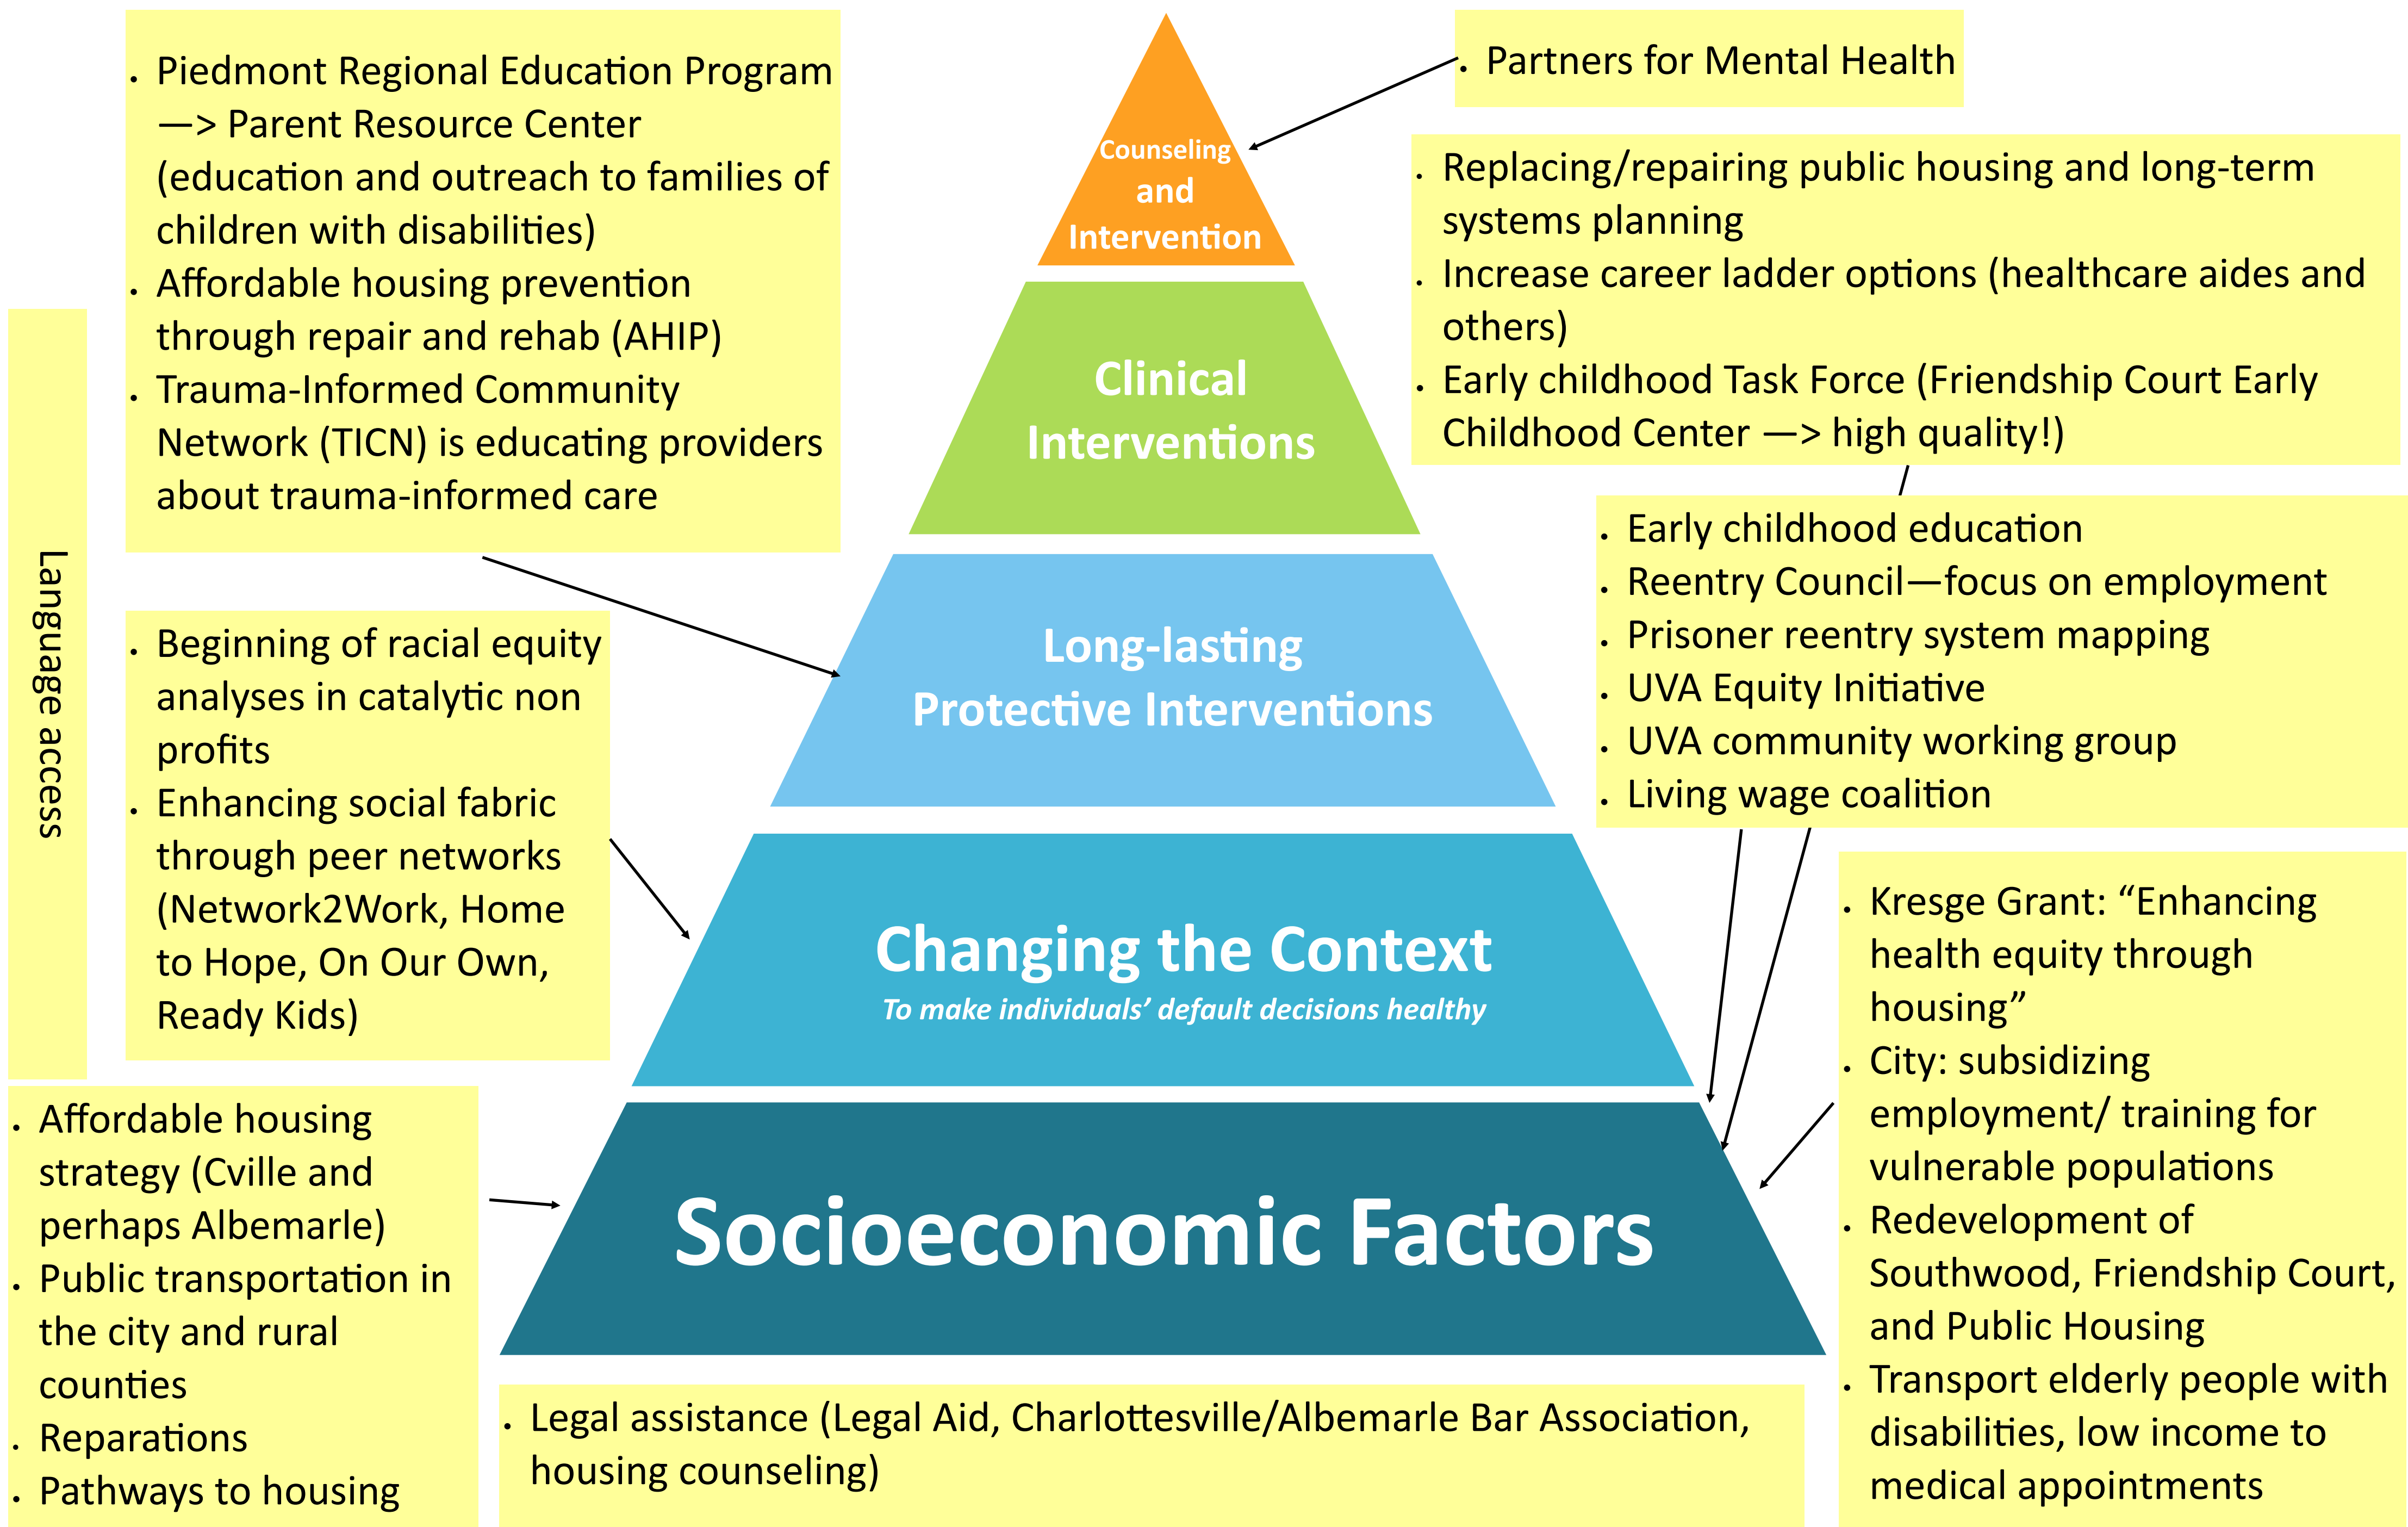 • Piedmont Regional Education Program
—> Parent Resource Center
(education and outreach to families of
children with disabilities)
• Affordable housing prevention
through repair and rehab (AHIP)
• Trauma-Informed Community
Network (TICN) is educating providers
about trauma-informed care
Language access
• Beginning of racial equity
analyses in catalytic non
profits
• Enhancing social fabric
through peer networks
(Network2Work, Home
to Hope, On Our Own,
Ready Kids)
• Affordable housing
strategy (Cville and
perhaps Albemarle)
• Public transportation in
the city and rural
counties
• Reparations
• Pathways to housing
Counseling
and
Intervention
Clinical
Interventions
Long-lasting
Protective Interventions
Changing the Context
To make individuals’ default decisions healthy
Socioeconomic Factors
• Legal assistance (Legal Aid, Charlottesville/Albemarle Bar Association,
housing counseling)
• Partners for Mental Health
• Replacing/repairing public housing and long-term
systems planning
• Increase career ladder options (healthcare aides and
others)
• Early childhood Task Force (Friendship Court Early
Childhood Center —> high quality!)
• Early childhood education
• Reentry Council—focus on employment
• Prisoner reentry system mapping
• UVA Equity Initiative
• UVA community working group
• Living wage coalition
• Kresge Grant: “Enhancing
health equity through
housing”
• City: subsidizing
employment/ training for
vulnerable populations
• Redevelopment of
Southwood, Friendship Court,
and Public Housing
• Transport elderly people with
disabilities, low income to
medical appointments